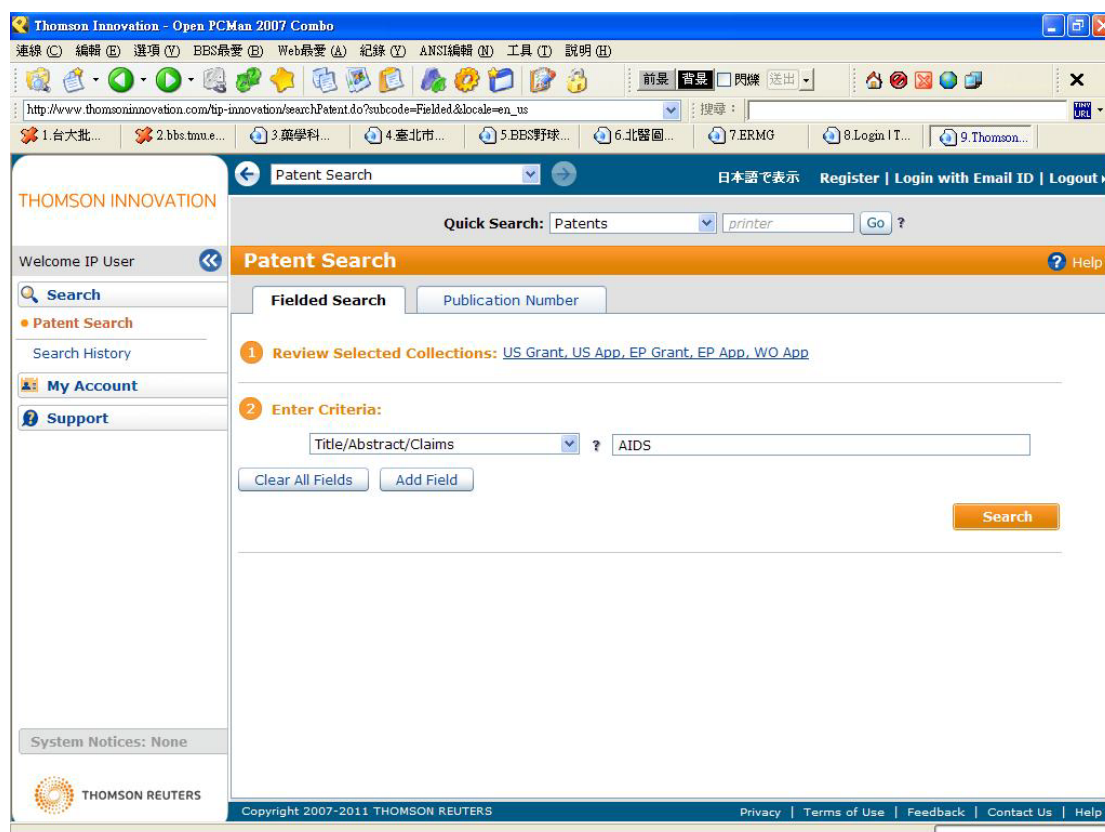 Thomson Innovation - Open PCMan 2007 Combo
連線 (C) 編輯 (E) 選項 (Y) BBS最愛 (B) Web最愛 (A) 紀錄 (Y) ANSI編輯 (N) 工具 (T) 說明 (H)
前景 背景 閃爍 送出
http://www.thomsoninnovation.com/tip-innovation/searchPatent.do?subcode=Fielded&locale=en_us 搜尋： TINY URL
1.台大批... 2.bbs.tmu.e... 3.藥學科... 4.臺北市... 5.BBS野球... 6.北醫圖... 7.ERMG 8.Login | T... 9.Thomson...
Patent Search 日本語で表示 Register | Login with Email ID | Logout
THOMSON INNOVATION
Quick Search: Patents printer Go ?
Welcome IP User
Patent Search ? Help
Search
Fielded Search Publication Number
Patent Search
Search History
1 Review Selected Collections: US Grant, US App, EP Grant, EP App, WO App
My Account
2 Enter Criteria:
Support
Title/Abstract/Claims ? AIDS
Clear All Fields Add Field
Search
System Notices: None
THOMSON REUTERS
Copyright 2007-2011 THOMSON REUTERS Privacy | Terms of Use | Feedback | Contact Us | Help